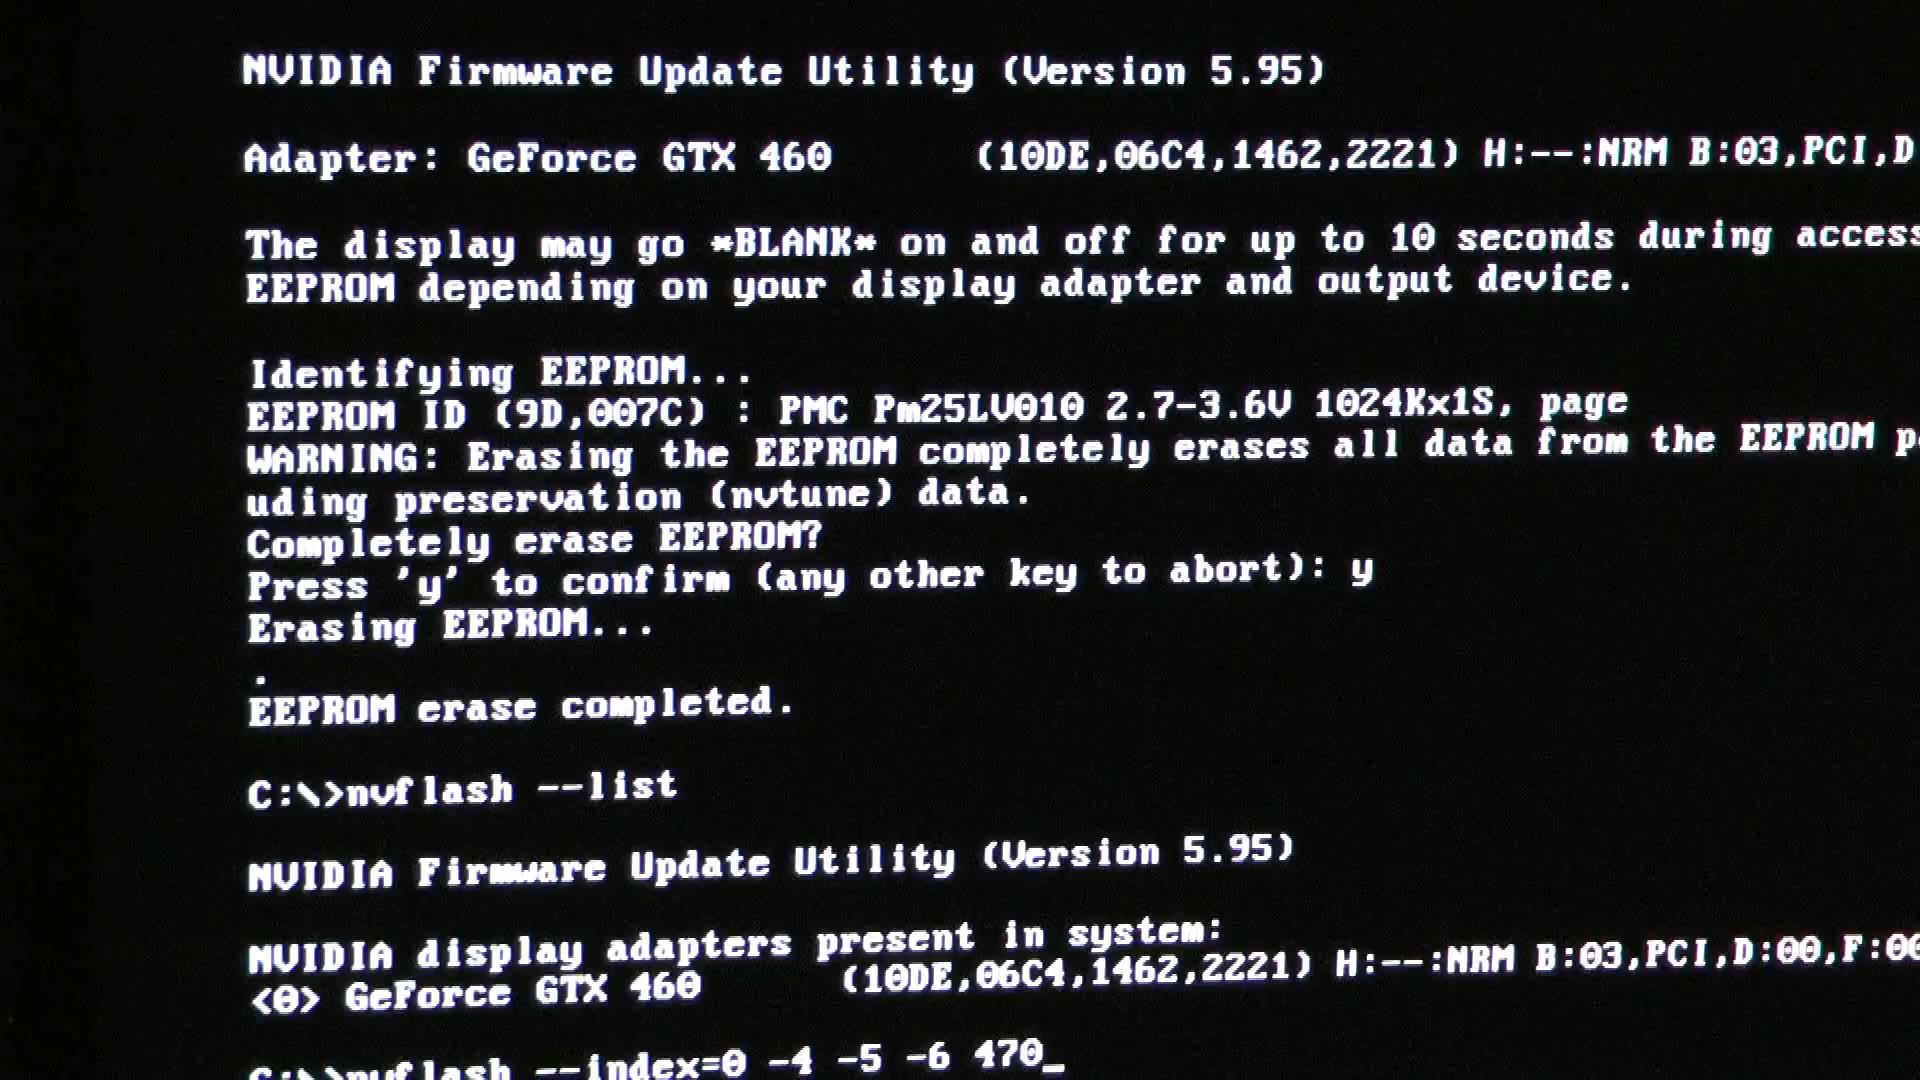 NVIDIA Firmware Update Utility (Version 5.95)
Adapter: GeForce GTX 460 (10DE,06C4,1462,2221) H:--:NRM B:03,PCI,D
The display may go *BLANK* on and off for up to 10 seconds during access
EEPROM depending on your display adapter and output device.
Identifying EEPROM...
EEPROM ID (9D,007C) : PMC Pm25LV010 2.7-3.6V 1024Kx1S, page
WARNING: Erasing the EEPROM completely erases all data from the EEPROM
uding preservation (nvtune) data.
Completely erase EEPROM?
Press 'y' to confirm (any other key to abort): y
Erasing EEPROM...
.
EEPROM erase completed.
C:\>nvflash --list
NVIDIA Firmware Update Utility (Version 5.95)
NVIDIA display adapters present in system:
<0> GeForce GTX 460 (10DE,06C4,1462,2221) H:--:NRM B:03,PCI,D:00,F:00
C:\>nvflash --index=0 -4 -5 -6 470_